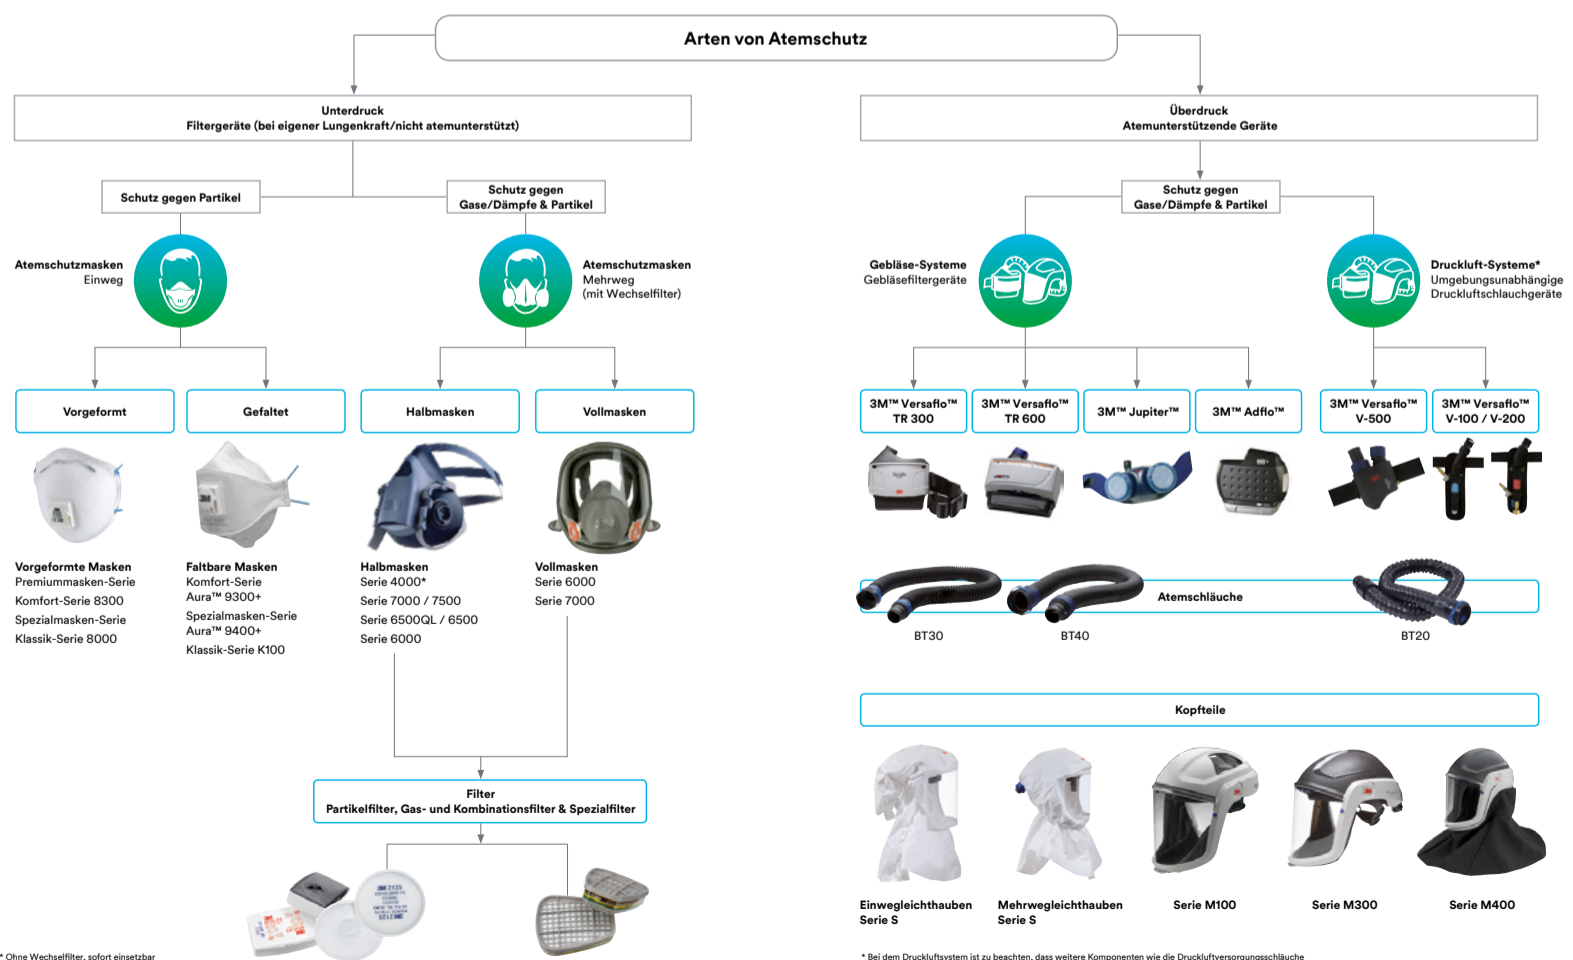 Arten von Atemschutz
Unterdruck
Filtergeräte (bei eigener Lungenkraft/nicht atemunterstützt)
Schutz gegen Partikel
Schutz gegen
Gase/Dämpfe & Partikel
Atemschutzmasken
Einweg
Atemschutzmasken
Mehrweg
(mit Wechselfilter)
Vorgeformt
Gefaltet
Halbmasken
Vollmasken
3M
Vorgeformte Masken
Premiummasken-Serie
Komfort-Serie 8300
Spezialmasken-Serie
Klassik-Serie 8000
Faltbare Masken
Komfort-Serie
Aura™ 9300+
Spezialmasken-Serie
Aura™ 9400+
Klassik-Serie K100
Halbmasken
Serie 4000*
Serie 7000 / 7500
Serie 6500QL / 6500
Serie 6000
Vollmasken
Serie 6000
Serie 7000
Filter
Partikelfilter, Gas- und Kombinationsfilter & Spezialfilter
3M 2125
* Ohne Wechselfilter, sofort einsetzbar
Überdruck
Atemunterstützende Geräte
Schutz gegen
Gase/Dämpfe & Partikel
Gebläse-Systeme
Gebläsefiltergeräte
Druckluft-Systeme*
Umgebungsunabhängige
Druckluftschlauchgeräte
3M™ Versaflo™
TR 300
3M™ Versaflo™
TR 600
3M™ Jupiter™
3M™ Adflo™
3M™ Versaflo™
V-500
3M™ Versaflo™
V-100 / V-200
Atemschläuche
BT30
BT40
BT20
Kopfteile
Einwegleichthauben
Serie S
Mehrwegleichthauben
Serie S
Serie M100
Serie M300
Serie M400
* Bei dem Druckluftsystem ist zu beachten, dass weitere Komponenten wie die Druckluftversorgungsschläuche